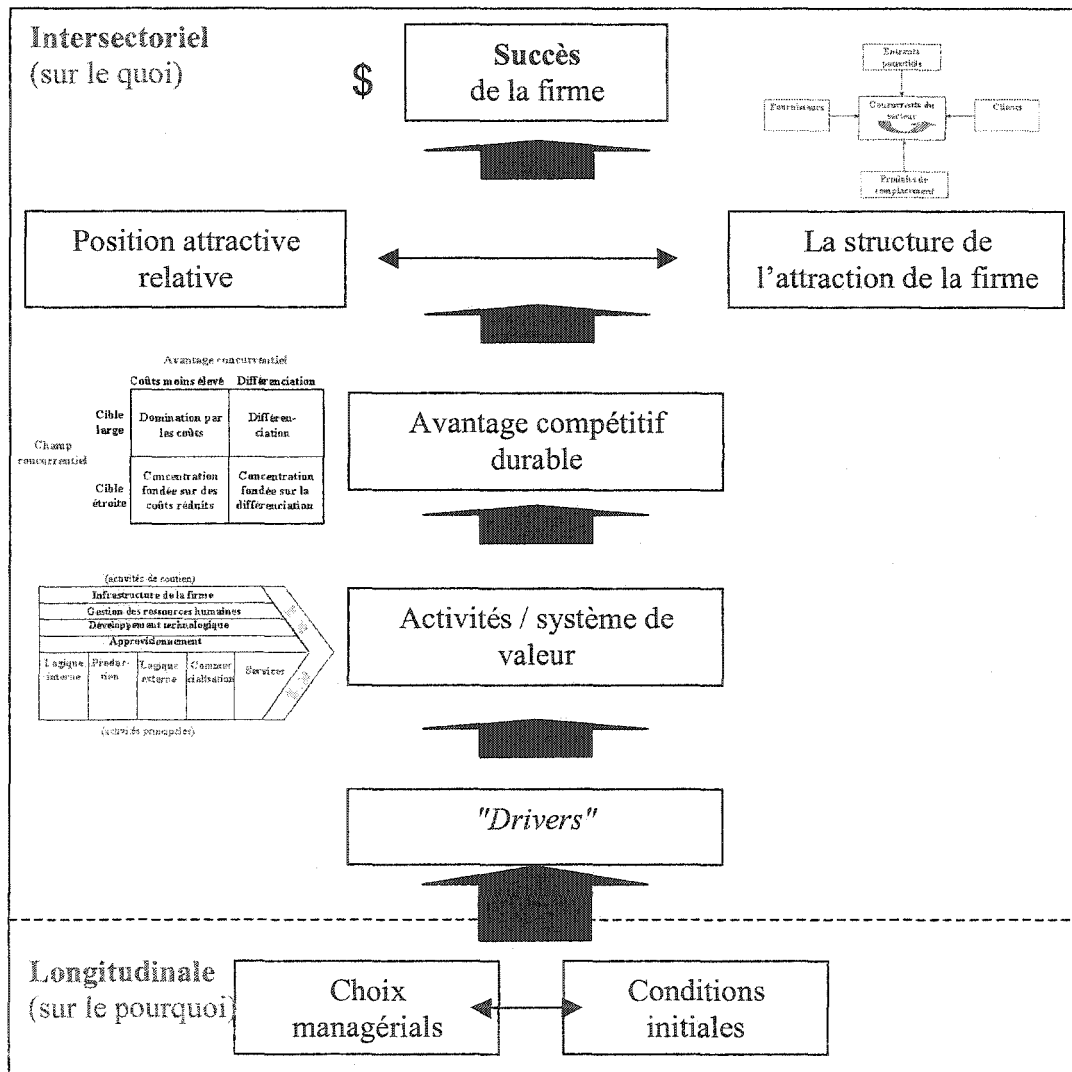 Intersectoriel
(sur le quoi)
$
Succès
de la firme
Entrants
potentiels
Fournisseurs
Concurrents du
secteur
Clients
Produits de
remplacement
Position attractive
relative
La structure de
l'attraction de la firme
Avantage concurrentiel
Coûts moins élevé Différenciation
Cible
large
Domination par
les coûts
Différen-
ciation
Champ
concurrentiel
Cible
étroite
Concentration
fondée sur des
coûts réduits
Concentration
fondée sur la
différenciation
Avantage compétitif
durable
(activités de soutien)
Infrastructure de la firme
Gestion des ressources humaines
Développement technologique
Approvisionnement
Logique
interne
Produc-
tion
Logique
externe
Commer
cialisation
Services
(activités principales)
Activités / système de
valeur
"Drivers"
Longitudinale
(sur le pourquoi)
Choix
managérials
Conditions
initiales